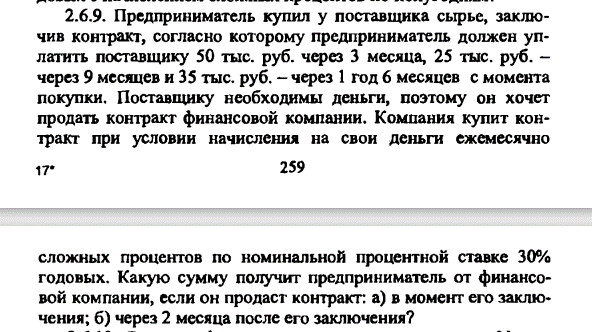 2.6.9. Предприниматель купил у поставщика сырье, заклю-
чив контракт, согласно которому предприниматель должен уп-
латить поставщику 50 тыс. руб. через 3 месяца, 25 тыс. руб. –
через 9 месяцев и 35 тыс. руб. – через 1 год 6 месяцев с момента
покупки. Поставщику необходимы деньги, поэтому он хочет
продать контракт финансовой компании. Компания купит кон-
тракт при условии начисления на свои деньги ежемесячно
17*
259
сложных процентов по номинальной процентной ставке 30%
годовых. Какую сумму получит предприниматель от финансо-
вой компании, если он продаст контракт: а) в момент его заклю-
чения; б) через 2 месяца после его заключения?